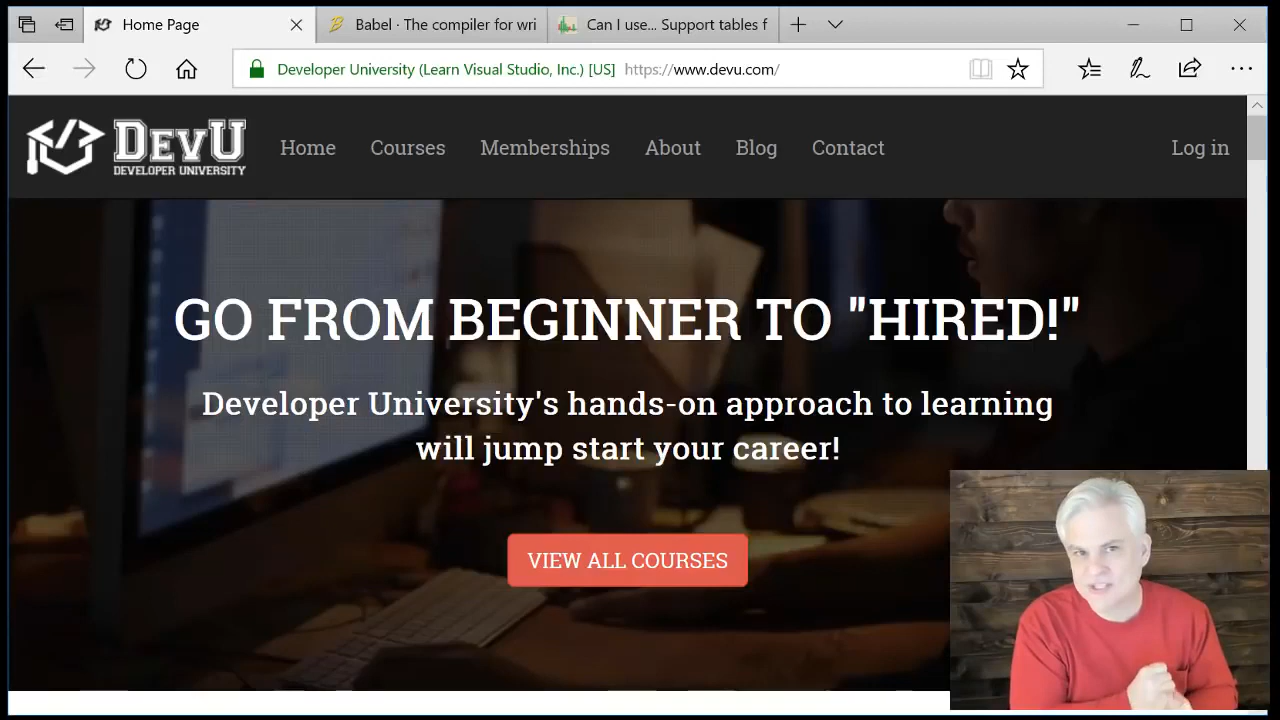 Home Page
Babel · The compiler for wri
Can I use... Support tables f
Developer University (Learn Visual Studio, Inc.) [US] https://www.devu.com/
DEVU
DEVELOPER UNIVERSITY
Home Courses Memberships About Blog Contact Log in
GO FROM BEGINNER TO "HIRED!"
Developer University's hands-on approach to learning
will jump start your career!
VIEW ALL COURSES